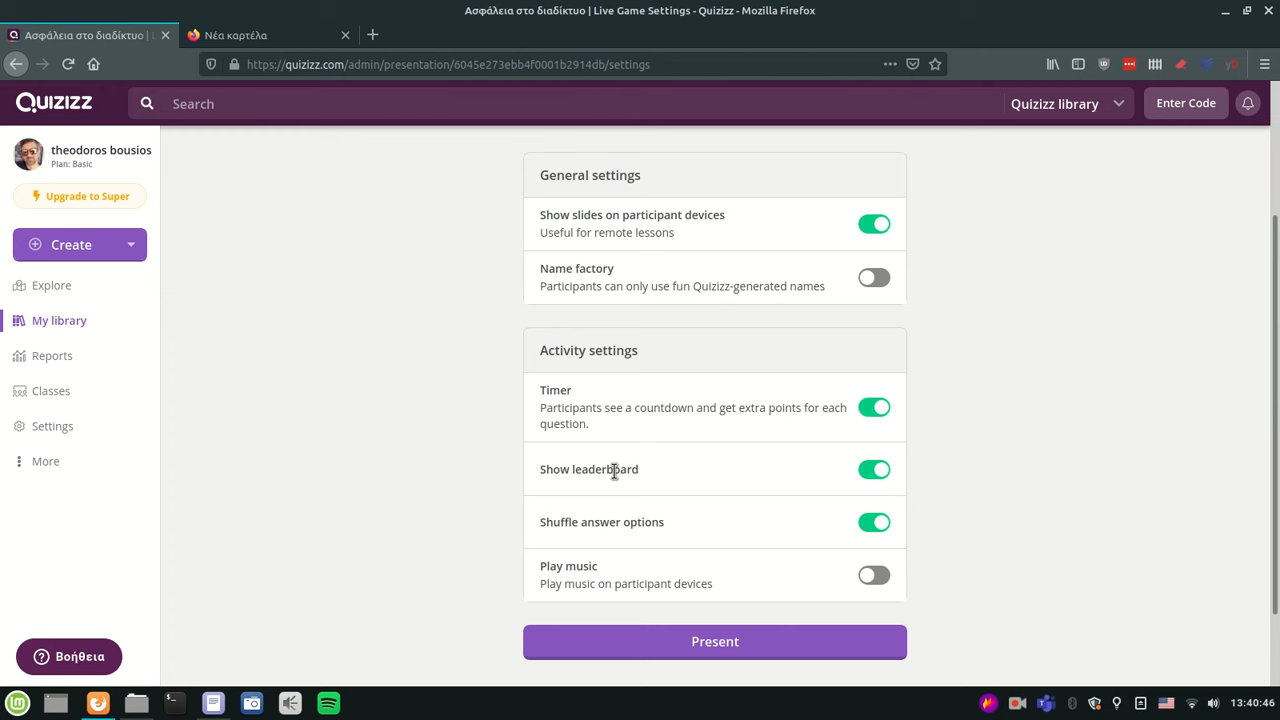 Ασφάλεια στο διαδίκτυο | Live Game Settings - Quizizz - Mozilla Firefox
Ασφάλεια στο διαδίκτυο |
Νέα καρτέλα
https://quizizz.com/admin/presentation/6045e273ebb4f0001b2914db/settings
QUIZIZZ
Search
Quizizz library
Enter Code
theodoros bousios
Plan: Basic
Upgrade to Super
Create
Explore
My library
Reports
Classes
Settings
More
Βοήθεια
General settings
Show slides on participant devices
Useful for remote lessons
Name factory
Participants can only use fun Quizizz-generated names
Activity settings
Timer
Participants see a countdown and get extra points for each
question.
Show leaderboard
Shuffle answer options
Play music
Play music on participant devices
Present
13:40:46